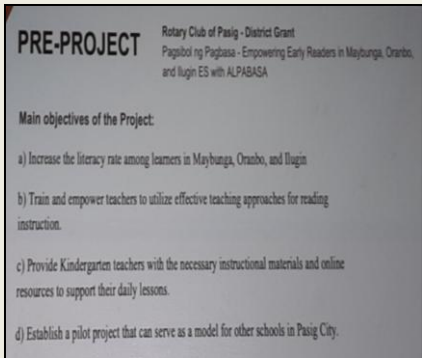 PRE-PROJECT
Rotary Club of Pasig - District Grant
Pagsibol ng Pagbasa - Empowering Early Readers in Maybunga, Oranbo,
and Ilugin ES with ALPABASA
Main objectives of the Project:
a) Increase the literacy rate among learners in Maybunga, Oranbo, and Ilugin
b) Train and empower teachers to utilize effective teaching approaches for reading
instruction.
c) Provide Kindergarten teachers with the necessary instructional materials and online
resources to support their daily lessons.
d) Establish a pilot project that can serve as a model for other schools in Pasig City.